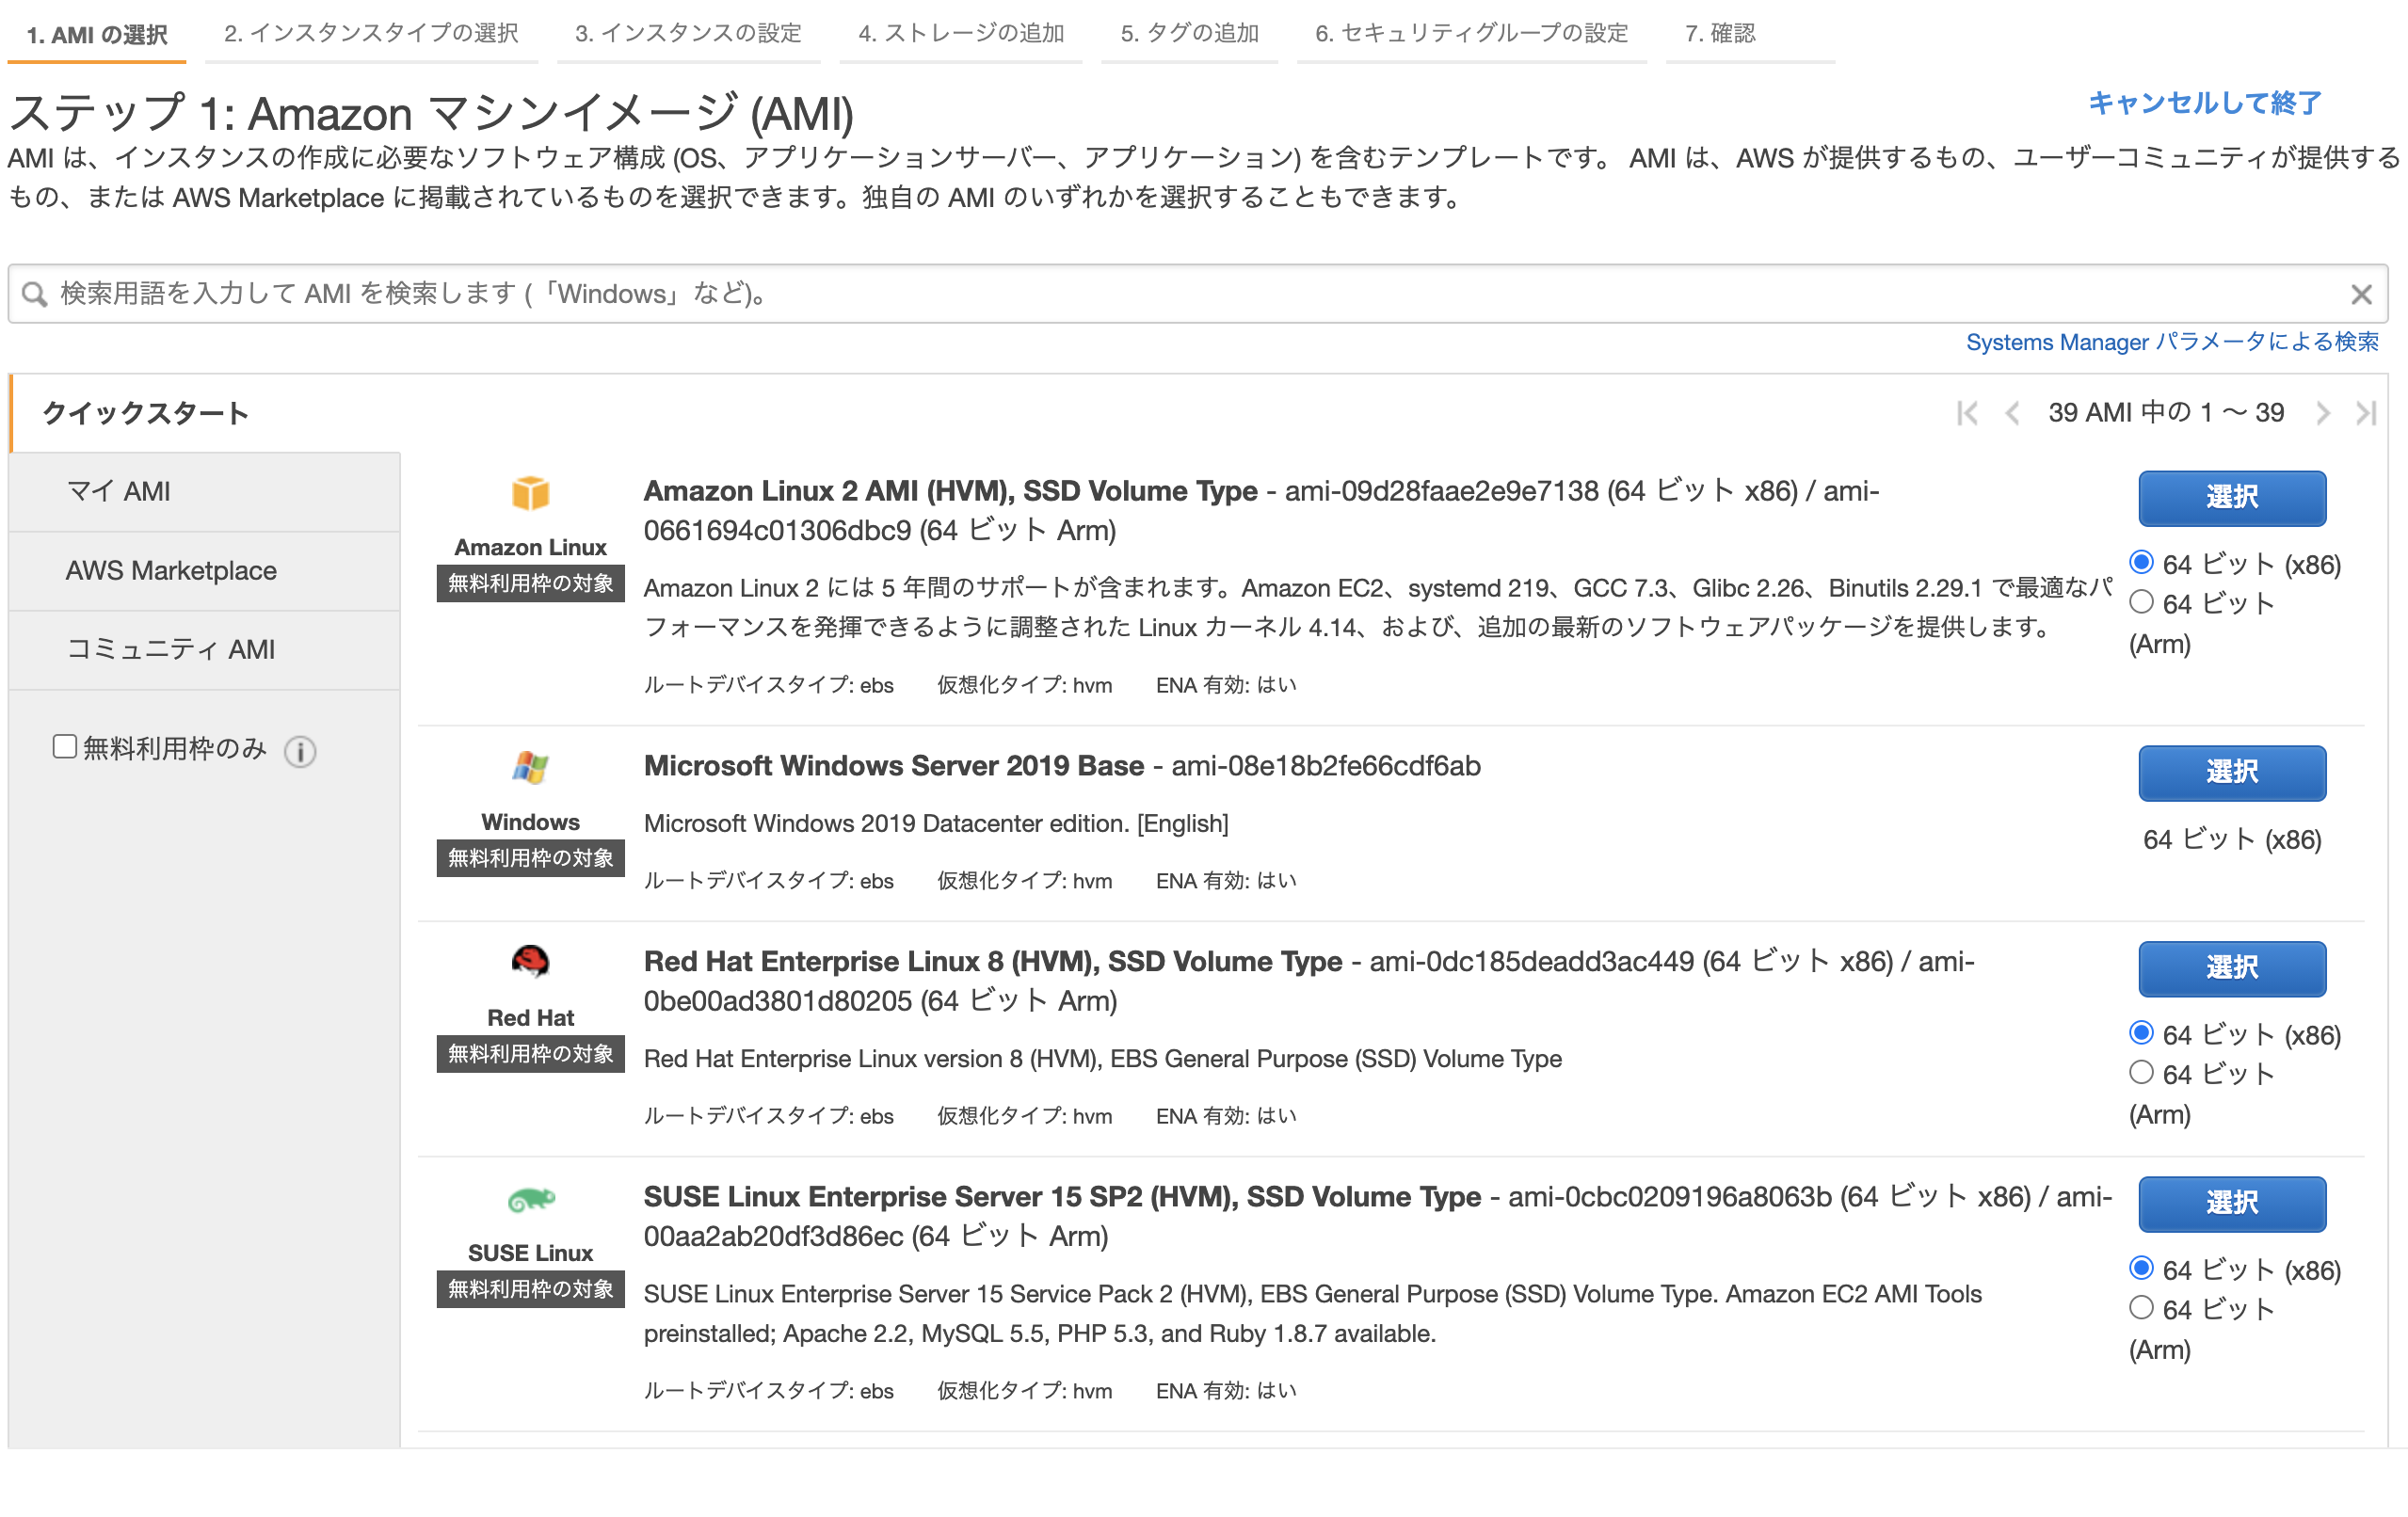 1. AMI の選択
2. インスタンスタイプの選択
3. インスタンスの設定
4. ストレージの追加
5. タグの追加
6. セキュリティグループの設定
7. 確認
ステップ 1: Amazon マシンイメージ (AMI)
キャンセルして終了
AMI は、インスタンスの作成に必要なソフトウェア構成 (OS、アプリケーションサーバー、アプリケーション) を含むテンプレートです。 AMI は、AWS が提供するもの、ユーザーコミュニティが提供する
もの、または AWS Marketplace に掲載されているものを選択できます。独自の AMI のいずれかを選択することもできます。
検索用語を入力して AMI を検索します (「Windows」など)。
Systems Manager パラメータによる検索
クイックスタート
39 AMI 中の 1 〜 39
マイ AMI
AWS Marketplace
コミュニティ AMI
無料利用枠のみ
Amazon Linux
無料利用枠の対象
Amazon Linux 2 AMI (HVM), SSD Volume Type - ami-09d28faae2e9e7138 (64 ビット x86) / ami-
0661694c01306dbc9 (64 ビット Arm)
Amazon Linux 2 には 5 年間のサポートが含まれます。Amazon EC2、systemd 219、GCC 7.3、Glibc 2.26、Binutils 2.29.1 で最適なパ
フォーマンスを発揮できるように調整された Linux カーネル 4.14、および、追加の最新のソフトウェアパッケージを提供します。
ルートデバイスタイプ: ebs 仮想化タイプ: hvm ENA 有効: はい
選択
64 ビット (x86)
64 ビット
(Arm)
Windows
無料利用枠の対象
Microsoft Windows Server 2019 Base - ami-08e18b2fe66cdf6ab
Microsoft Windows 2019 Datacenter edition. [English]
ルートデバイスタイプ: ebs 仮想化タイプ: hvm ENA 有効: はい
選択
64 ビット (x86)
Red Hat
無料利用枠の対象
Red Hat Enterprise Linux 8 (HVM), SSD Volume Type - ami-0dc185deadd3ac449 (64 ビット x86) / ami-
0be00ad3801d80205 (64 ビット Arm)
Red Hat Enterprise Linux version 8 (HVM), EBS General Purpose (SSD) Volume Type
ルートデバイスタイプ: ebs 仮想化タイプ: hvm ENA 有効: はい
選択
64 ビット (x86)
64 ビット
(Arm)
SUSE Linux
無料利用枠の対象
SUSE Linux Enterprise Server 15 SP2 (HVM), SSD Volume Type - ami-0cbc0209196a8063b (64 ビット x86) / ami-
00aa2ab20df3d86ec (64 ビット Arm)
SUSE Linux Enterprise Server 15 Service Pack 2 (HVM), EBS General Purpose (SSD) Volume Type. Amazon EC2 AMI Tools
preinstalled; Apache 2.2, MySQL 5.5, PHP 5.3, and Ruby 1.8.7 available.
ルートデバイスタイプ: ebs 仮想化タイプ: hvm ENA 有効: はい
選択
64 ビット (x86)
64 ビット
(Arm)